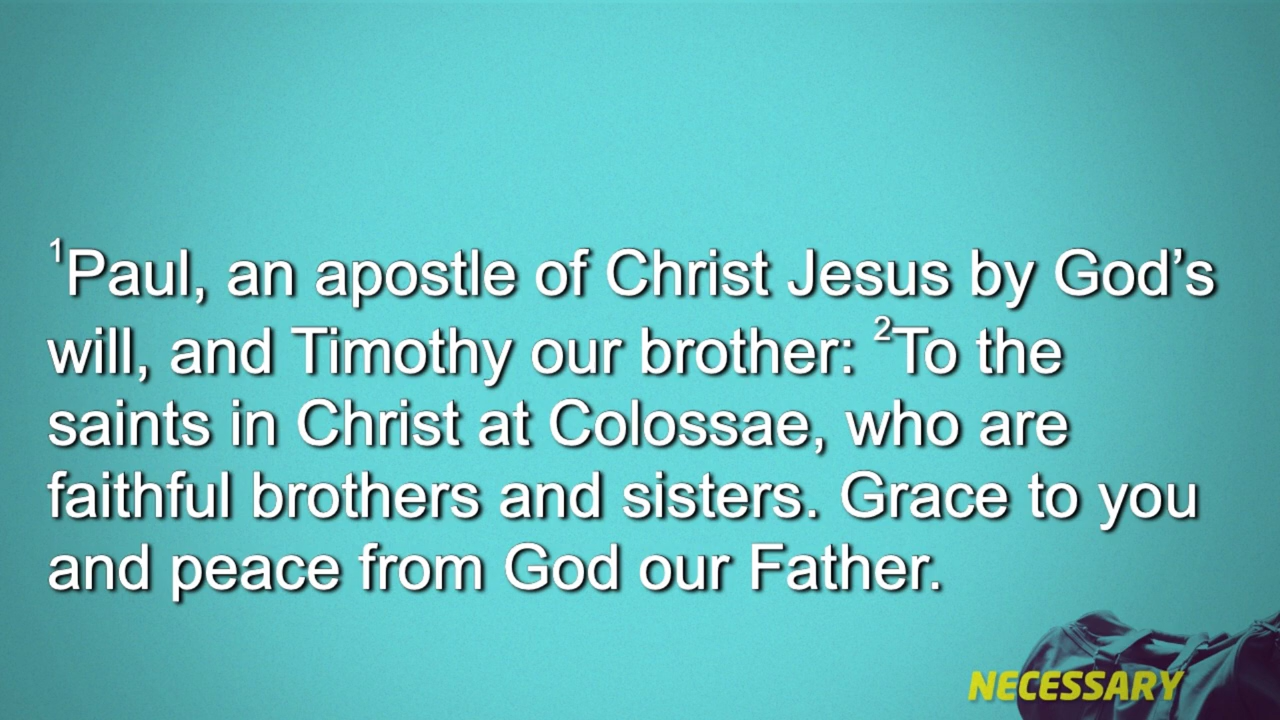 ¹Paul, an apostle of Christ Jesus by God’s
will, and Timothy our brother: ²To the
saints in Christ at Colossae, who are
faithful brothers and sisters. Grace to you
and peace from God our Father.
NECESSARY